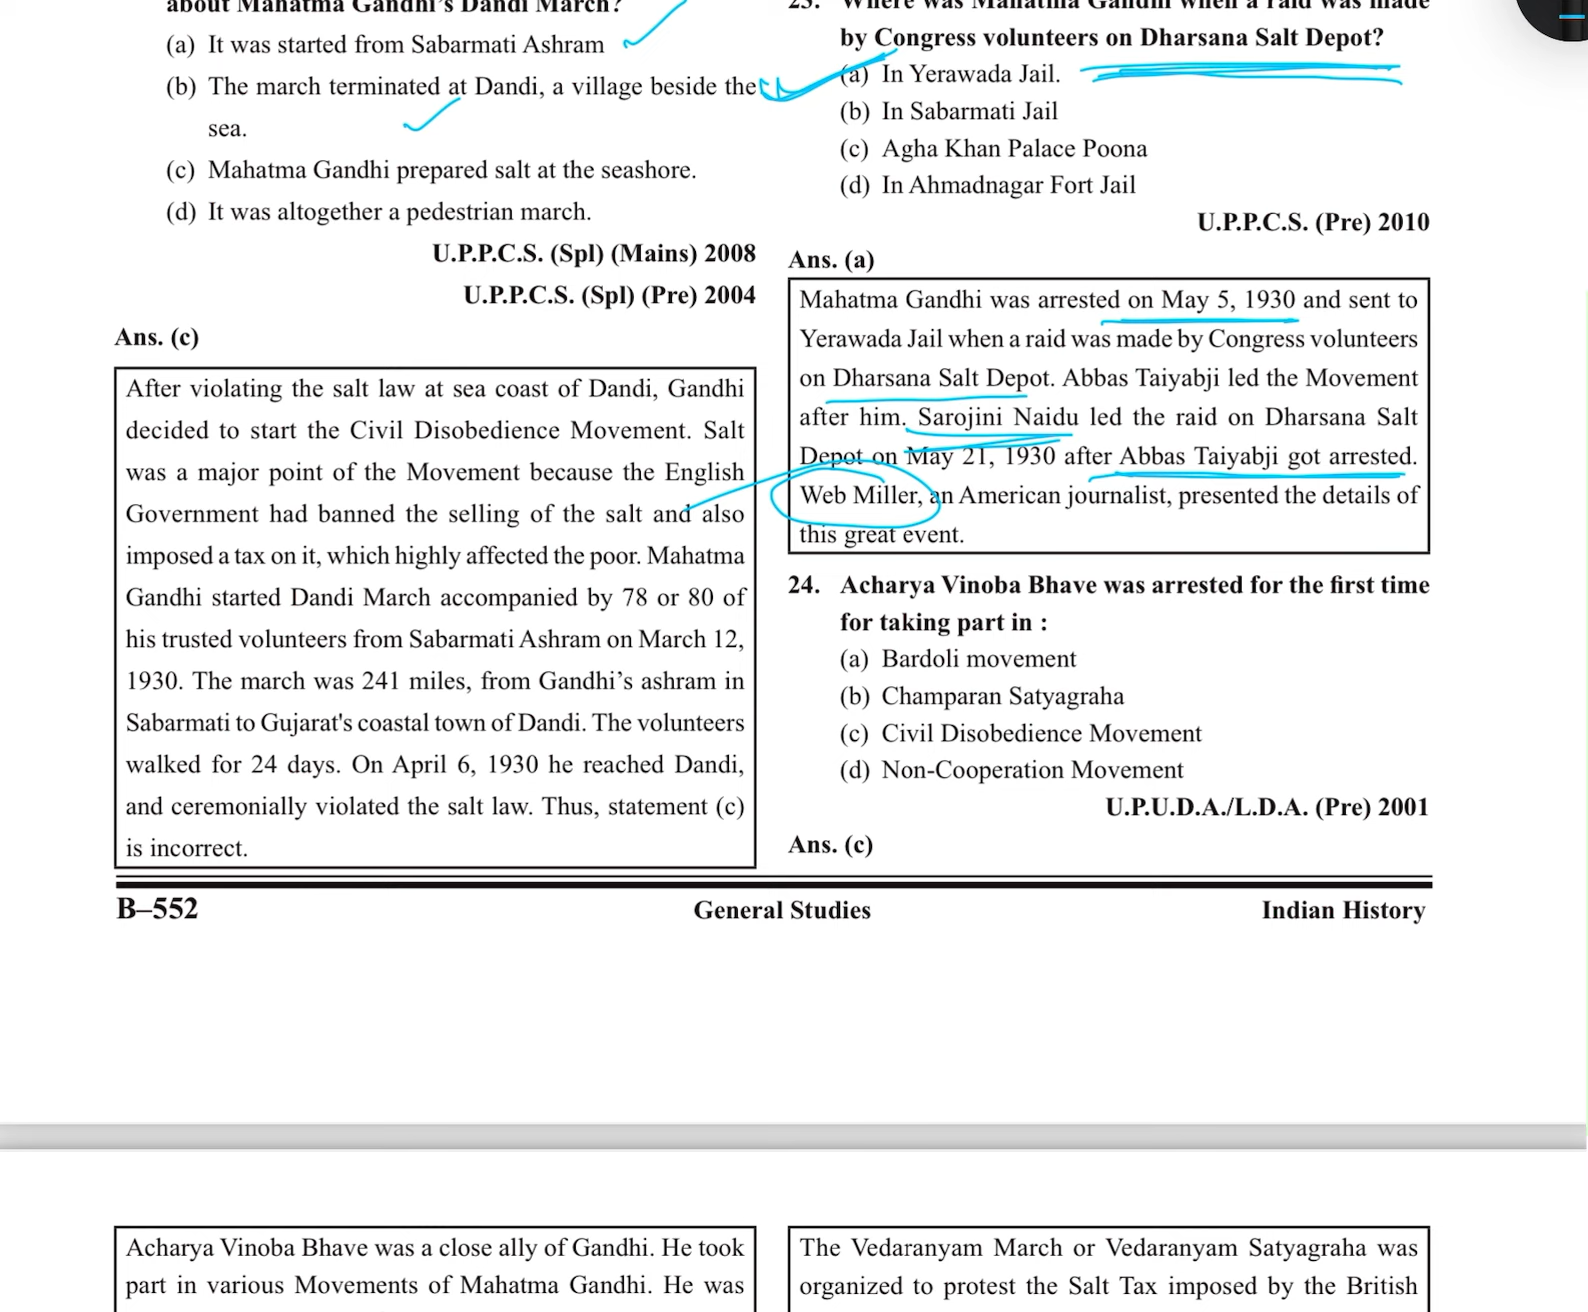 about Mahatma Gandhi’s Dandi March?
(a) It was started from Sabarmati Ashram
(b) The march terminated at Dandi, a village beside the
sea.
(c) Mahatma Gandhi prepared salt at the seashore.
(d) It was altogether a pedestrian march.
U.P.P.C.S. (Spl) (Mains) 2008
U.P.P.C.S. (Spl) (Pre) 2004
Ans. (c)
After violating the salt law at sea coast of Dandi, Gandhi
decided to start the Civil Disobedience Movement. Salt
was a major point of the Movement because the English
Government had banned the selling of the salt and also
imposed a tax on it, which highly affected the poor. Mahatma
Gandhi started Dandi March accompanied by 78 or 80 of
his trusted volunteers from Sabarmati Ashram on March 12,
1930. The march was 241 miles, from Gandhi’s ashram in
Sabarmati to Gujarat's coastal town of Dandi. The volunteers
walked for 24 days. On April 6, 1930 he reached Dandi,
and ceremonially violated the salt law. Thus, statement (c)
is incorrect.
23. Where was Mahatma Gandhi when a raid was made
by Congress volunteers on Dharsana Salt Depot?
(a) In Yerawada Jail.
(b) In Sabarmati Jail
(c) Agha Khan Palace Poona
(d) In Ahmadnagar Fort Jail
U.P.P.C.S. (Pre) 2010
Ans. (a)
Mahatma Gandhi was arrested on May 5, 1930 and sent to
Yerawada Jail when a raid was made by Congress volunteers
on Dharsana Salt Depot. Abbas Taiyabji led the Movement
after him. Sarojini Naidu led the raid on Dharsana Salt
Depot on May 21, 1930 after Abbas Taiyabji got arrested.
Web Miller, an American journalist, presented the details of
this great event.
24. Acharya Vinoba Bhave was arrested for the first time
for taking part in :
(a) Bardoli movement
(b) Champaran Satyagraha
(c) Civil Disobedience Movement
(d) Non-Cooperation Movement
U.P.U.D.A./L.D.A. (Pre) 2001
Ans. (c)
B–552 General Studies Indian History
Acharya Vinoba Bhave was a close ally of Gandhi. He took
part in various Movements of Mahatma Gandhi. He was
The Vedaranyam March or Vedaranyam Satyagraha was
organized to protest the Salt Tax imposed by the British